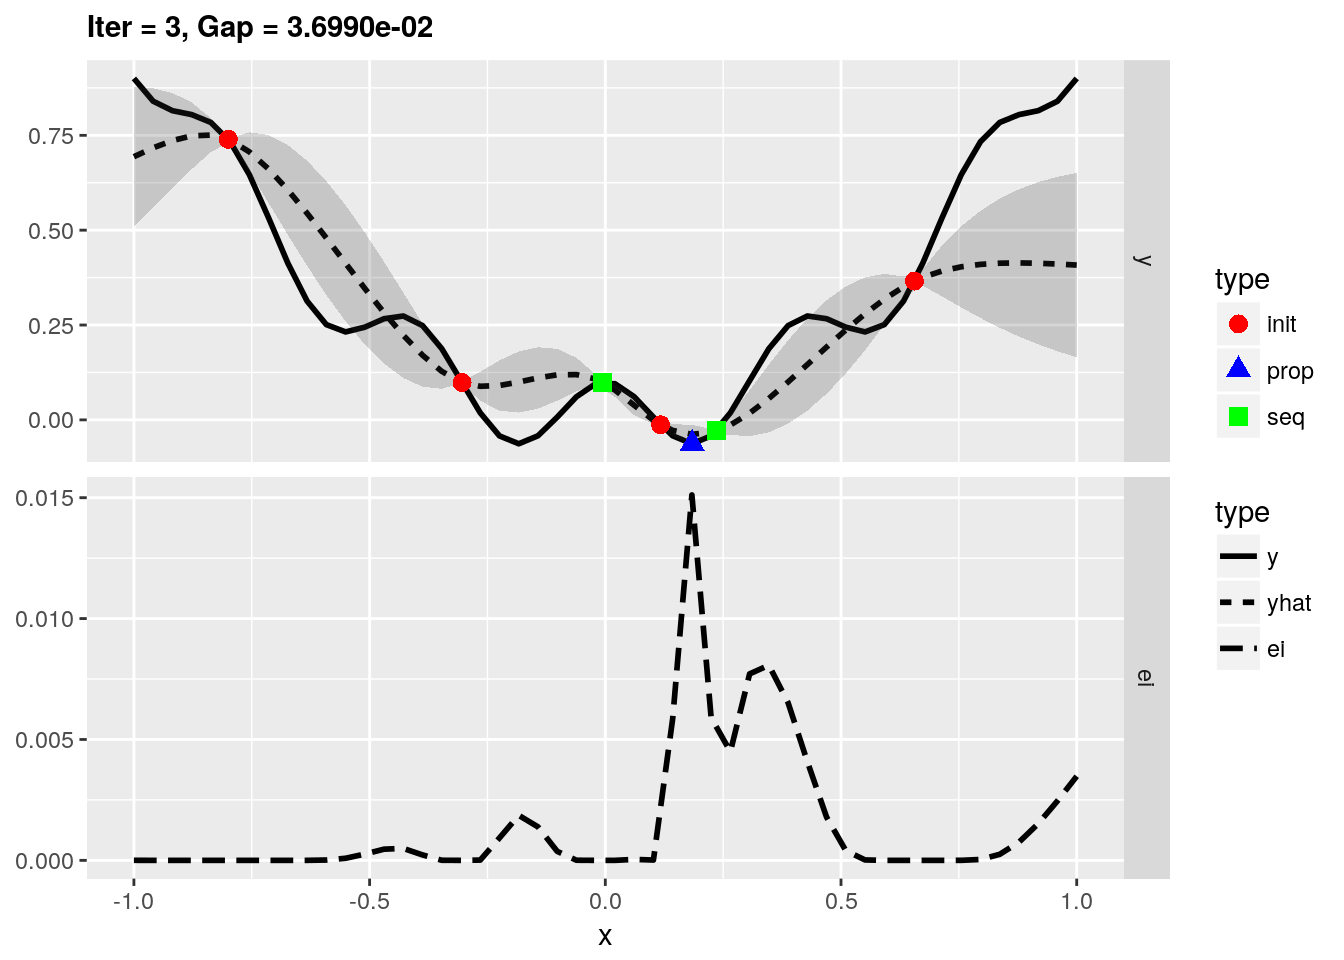 Iter = 3, Gap = 3.6990e-02
0.75
0.50
0.25
0.00
y
0.015
0.010
0.005
0.000
ei
-1.0
-0.5
0.0
0.5
1.0
x
type
init
prop
seq
type
y
yhat
ei